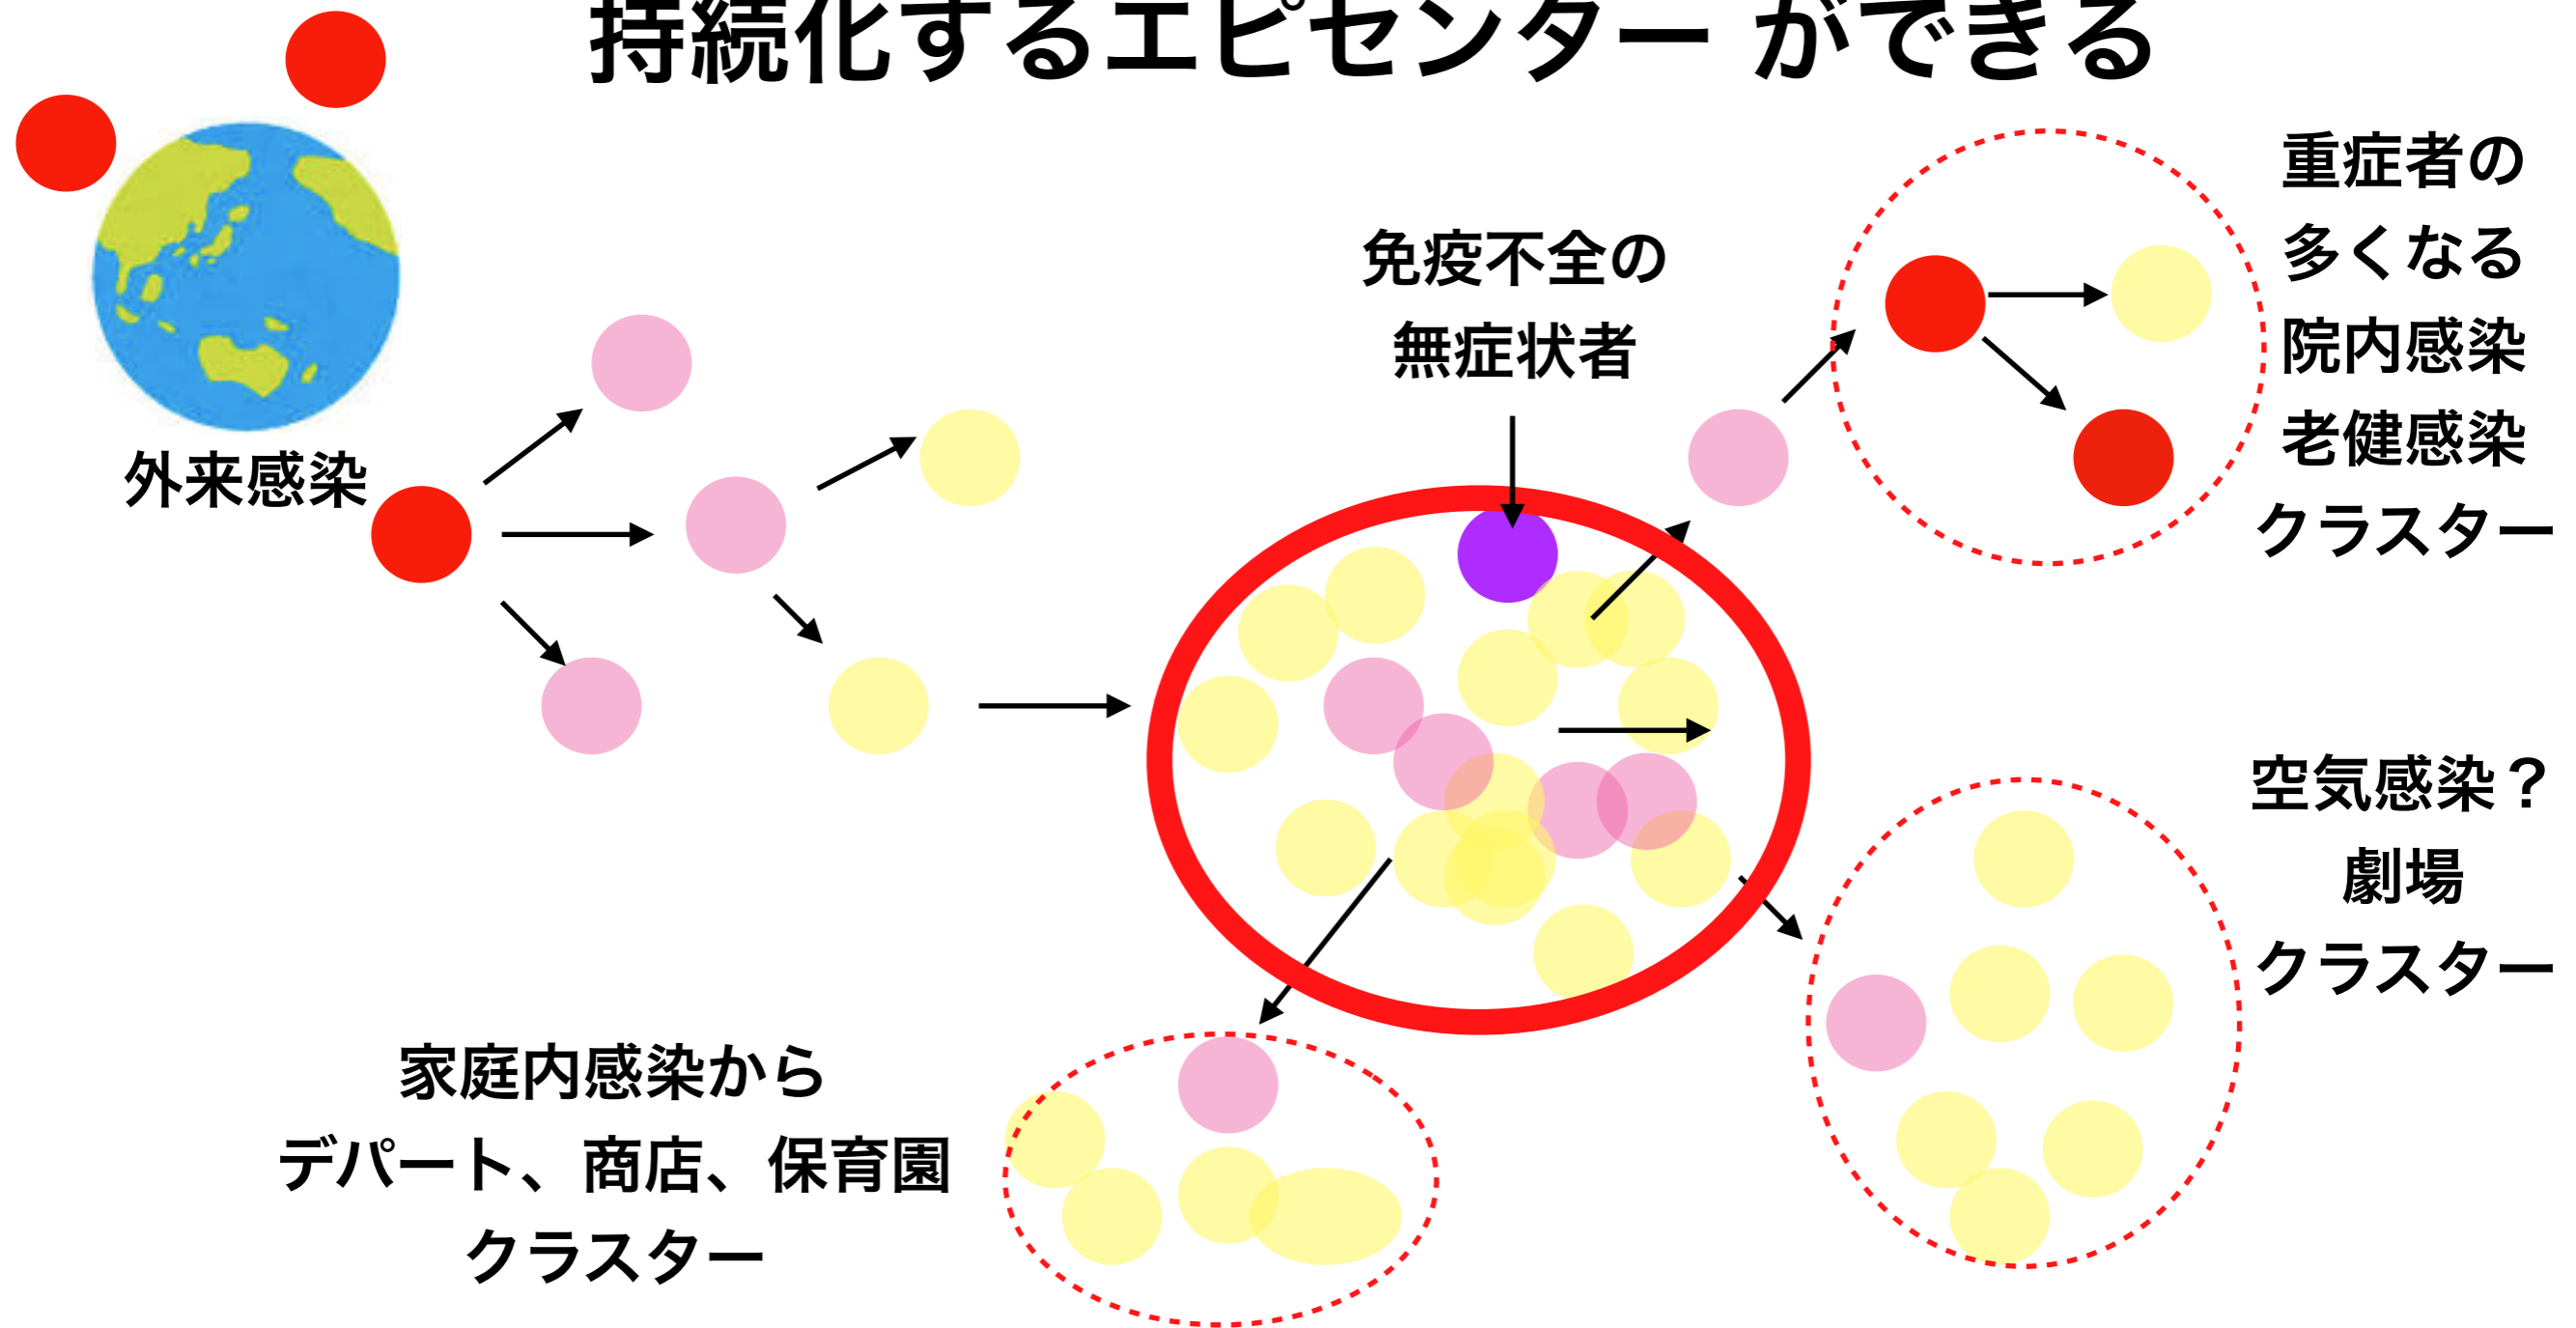 持続化するエピセンター ができる
外来感染
免疫不全の
無症状者
重症者の
多くなる
院内感染
老健感染
クラスター
空気感染？
劇場
クラスター
家庭内感染から
デパート、商店、保育園
クラスター